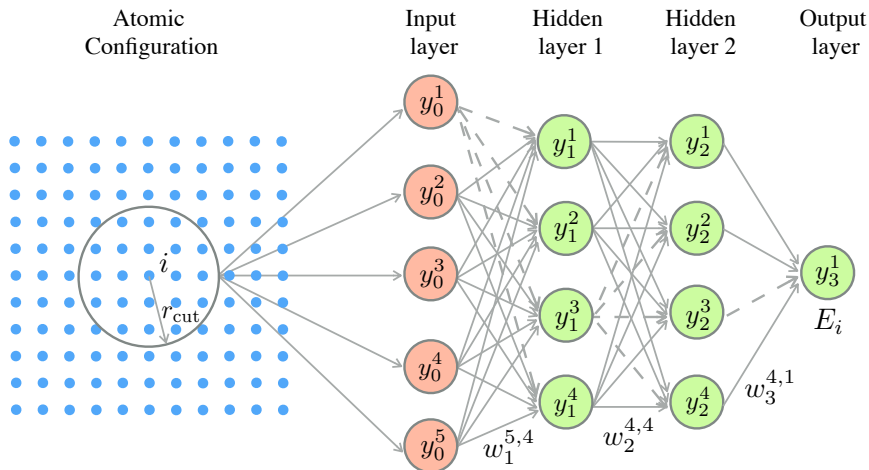 Atomic
Configuration
Input
layer
Hidden
layer 1
Hidden
layer 2
Output
layer
i
r_cut
y_0^1
y_0^2
y_0^3
y_0^4
y_0^5
y_1^1
y_1^2
y_1^3
y_1^4
y_2^1
y_2^2
y_2^3
y_2^4
y_3^1
E_i
w_1^{5,4}
w_2^{4,4}
w_3^{4,1}